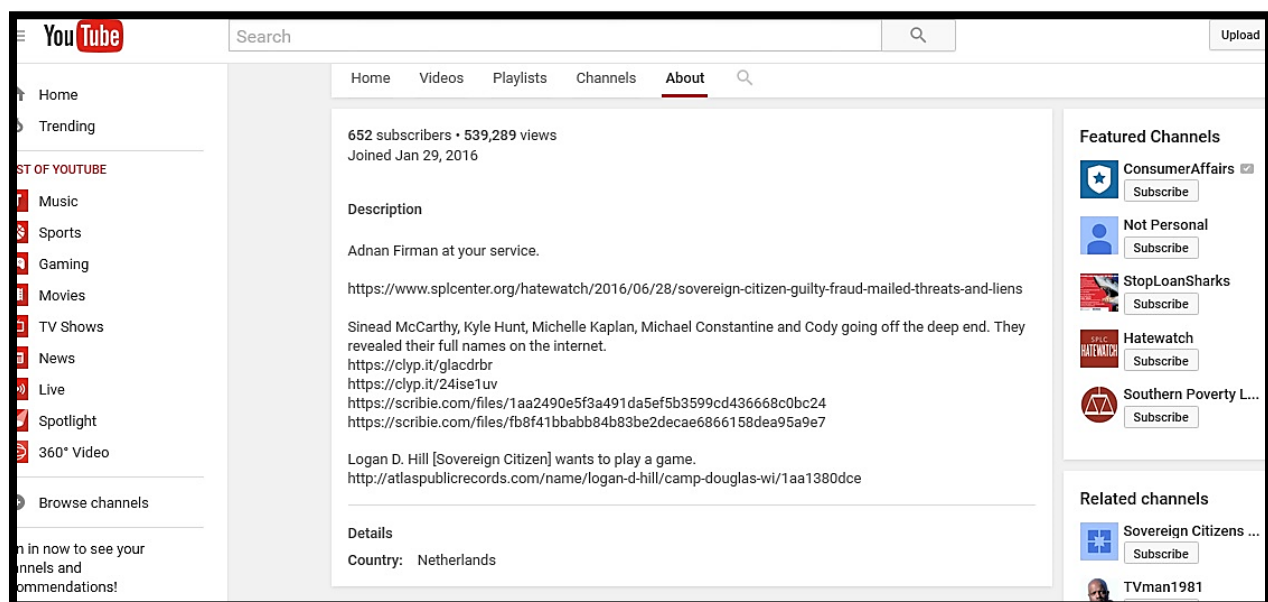 YouTube
Search
Upload
Home Videos Playlists Channels About
Home
Trending
ST OF YOUTUBE
Music
Sports
Gaming
Movies
TV Shows
News
Live
Spotlight
360° Video
Browse channels
n in now to see your
nnels and
ommendations!
652 subscribers • 539,289 views
Joined Jan 29, 2016
Description
Adnan Firman at your service.
https://www.splcenter.org/hatewatch/2016/06/28/sovereign-citizen-guilty-fraud-mailed-threats-and-liens
Sinead McCarthy, Kyle Hunt, Michelle Kaplan, Michael Constantine and Cody going off the deep end. They
revealed their full names on the internet.
https://clyp.it/glacdrbr
https://clyp.it/24ise1uv
https://scribie.com/files/1aa2490e5f3a491da5ef5b3599cd436668c0bc24
https://scribie.com/files/fb8f41bbabb84b83be2decae6866158dea95a9e7
Logan D. Hill [Sovereign Citizen] wants to play a game.
http://atlaspublicrecords.com/name/logan-d-hill/camp-douglas-wi/1aa1380dce
Details
Country: Netherlands
Featured Channels
ConsumerAffairs
Subscribe
Not Personal
Subscribe
StopLoanSharks
Subscribe
SPLC
HATEWATCH
Hatewatch
Subscribe
Southern Poverty L...
Subscribe
Related channels
Sovereign Citizens ...
Subscribe
TVman1981